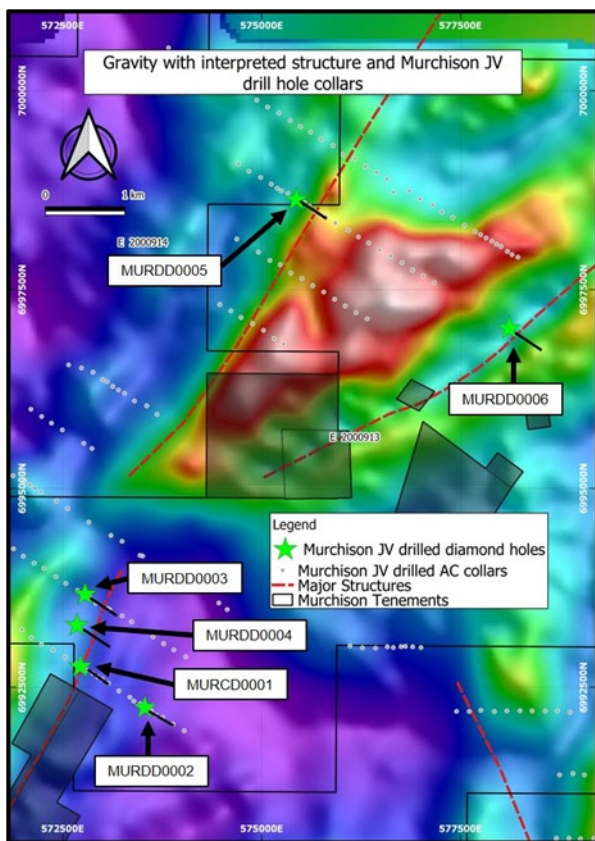 572500E 575000E 577500E
Gravity with interpreted structure and Murchison JV
drill hole collars
7000000N 7000000N
0 1 km
E 2000914
MURDD0005
6997500N 6997500N
MURDD0006
E 2000913
6995000N 6995000N
Legend
Murchison JV drilled diamond holes
Murchison JV drilled AC collars
Major Structures
Murchison Tenements
MURDD0003
MURDD0004
MURCD0001
6992500N 6992500N
MURDD0002
572500E 575000E 577500E